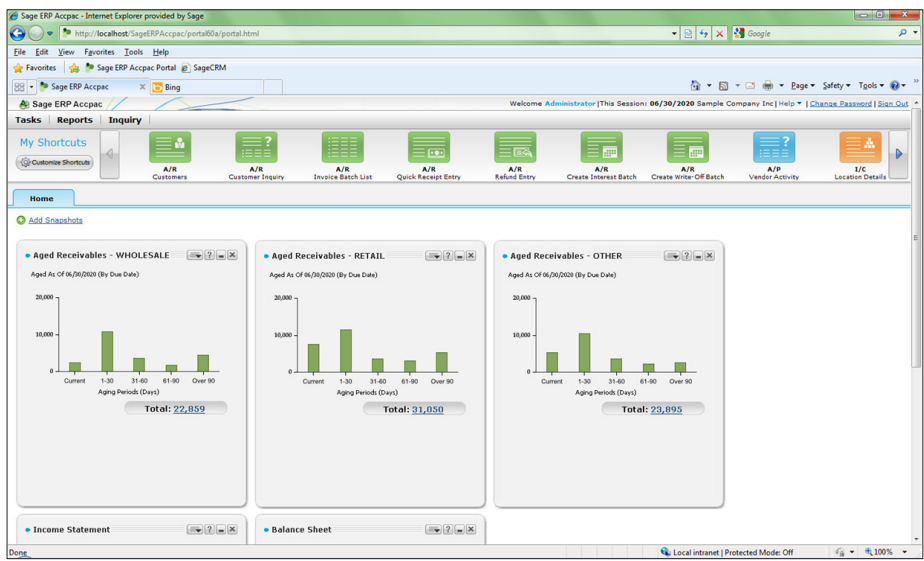 Sage ERP Accpac - Internet Explorer provided by Sage
http://localhost/SageERPAccpac/portal60a/portal.html
Google
File Edit View Favorites Tools Help
Favorites Sage ERP Accpac Portal SageCRM
Sage ERP Accpac Bing
Page Safety Tools
Sage ERP Accpac
Welcome Administrator |This Session: 06/30/2020 Sample Company Inc| Help | Change Password | Sign Out
Tasks Reports Inquiry
My Shortcuts
Customize Shortcuts
A/R Customers
A/R Customer Inquiry
A/R Invoice Batch List
A/R Quick Receipt Entry
A/R Refund Entry
A/R Create Interest Batch
A/R Create Write-Off Batch
A/P Vendor Activity
I/C Location Details
Home
Add Snapshots
Aged Receivables - WHOLESALE
Aged As Of 06/30/2020 (By Due Date)
20,000
10,000
0
Current 1-30 31-60 61-90 Over 90
Aging Periods (Days)
Total: 22,859
Aged Receivables - RETAIL
Aged As Of 06/30/2020 (By Due Date)
20,000
10,000
0
Current 1-30 31-60 61-90 Over 90
Aging Periods (Days)
Total: 31,050
Aged Receivables - OTHER
Aged As Of 06/30/2020 (By Due Date)
20,000
10,000
0
Current 1-30 31-60 61-90 Over 90
Aging Periods (Days)
Total: 23,895
Income Statement
Balance Sheet
Done
Local intranet | Protected Mode: Off
100%